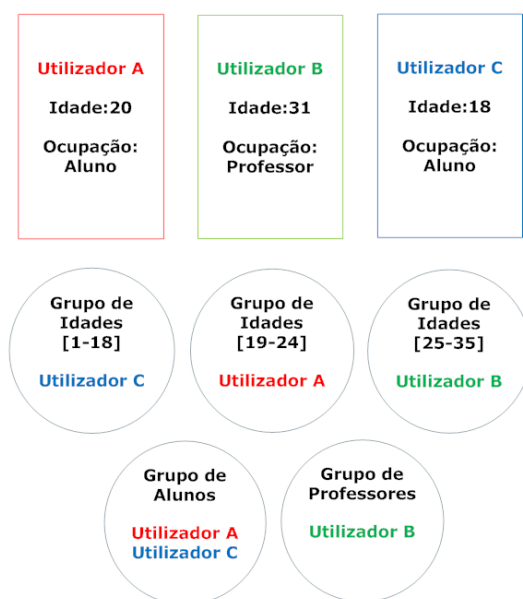 Utilizador A
Idade:20
Ocupação:
Aluno
Utilizador B
Idade:31
Ocupação:
Professor
Utilizador C
Idade:18
Ocupação:
Aluno
Grupo de
Idades
[1-18]
Utilizador C
Grupo de
Idades
[19-24]
Utilizador A
Grupo de
Idades
[25-35]
Utilizador B
Grupo de
Alunos
Utilizador A
Utilizador C
Grupo de
Professores
Utilizador B